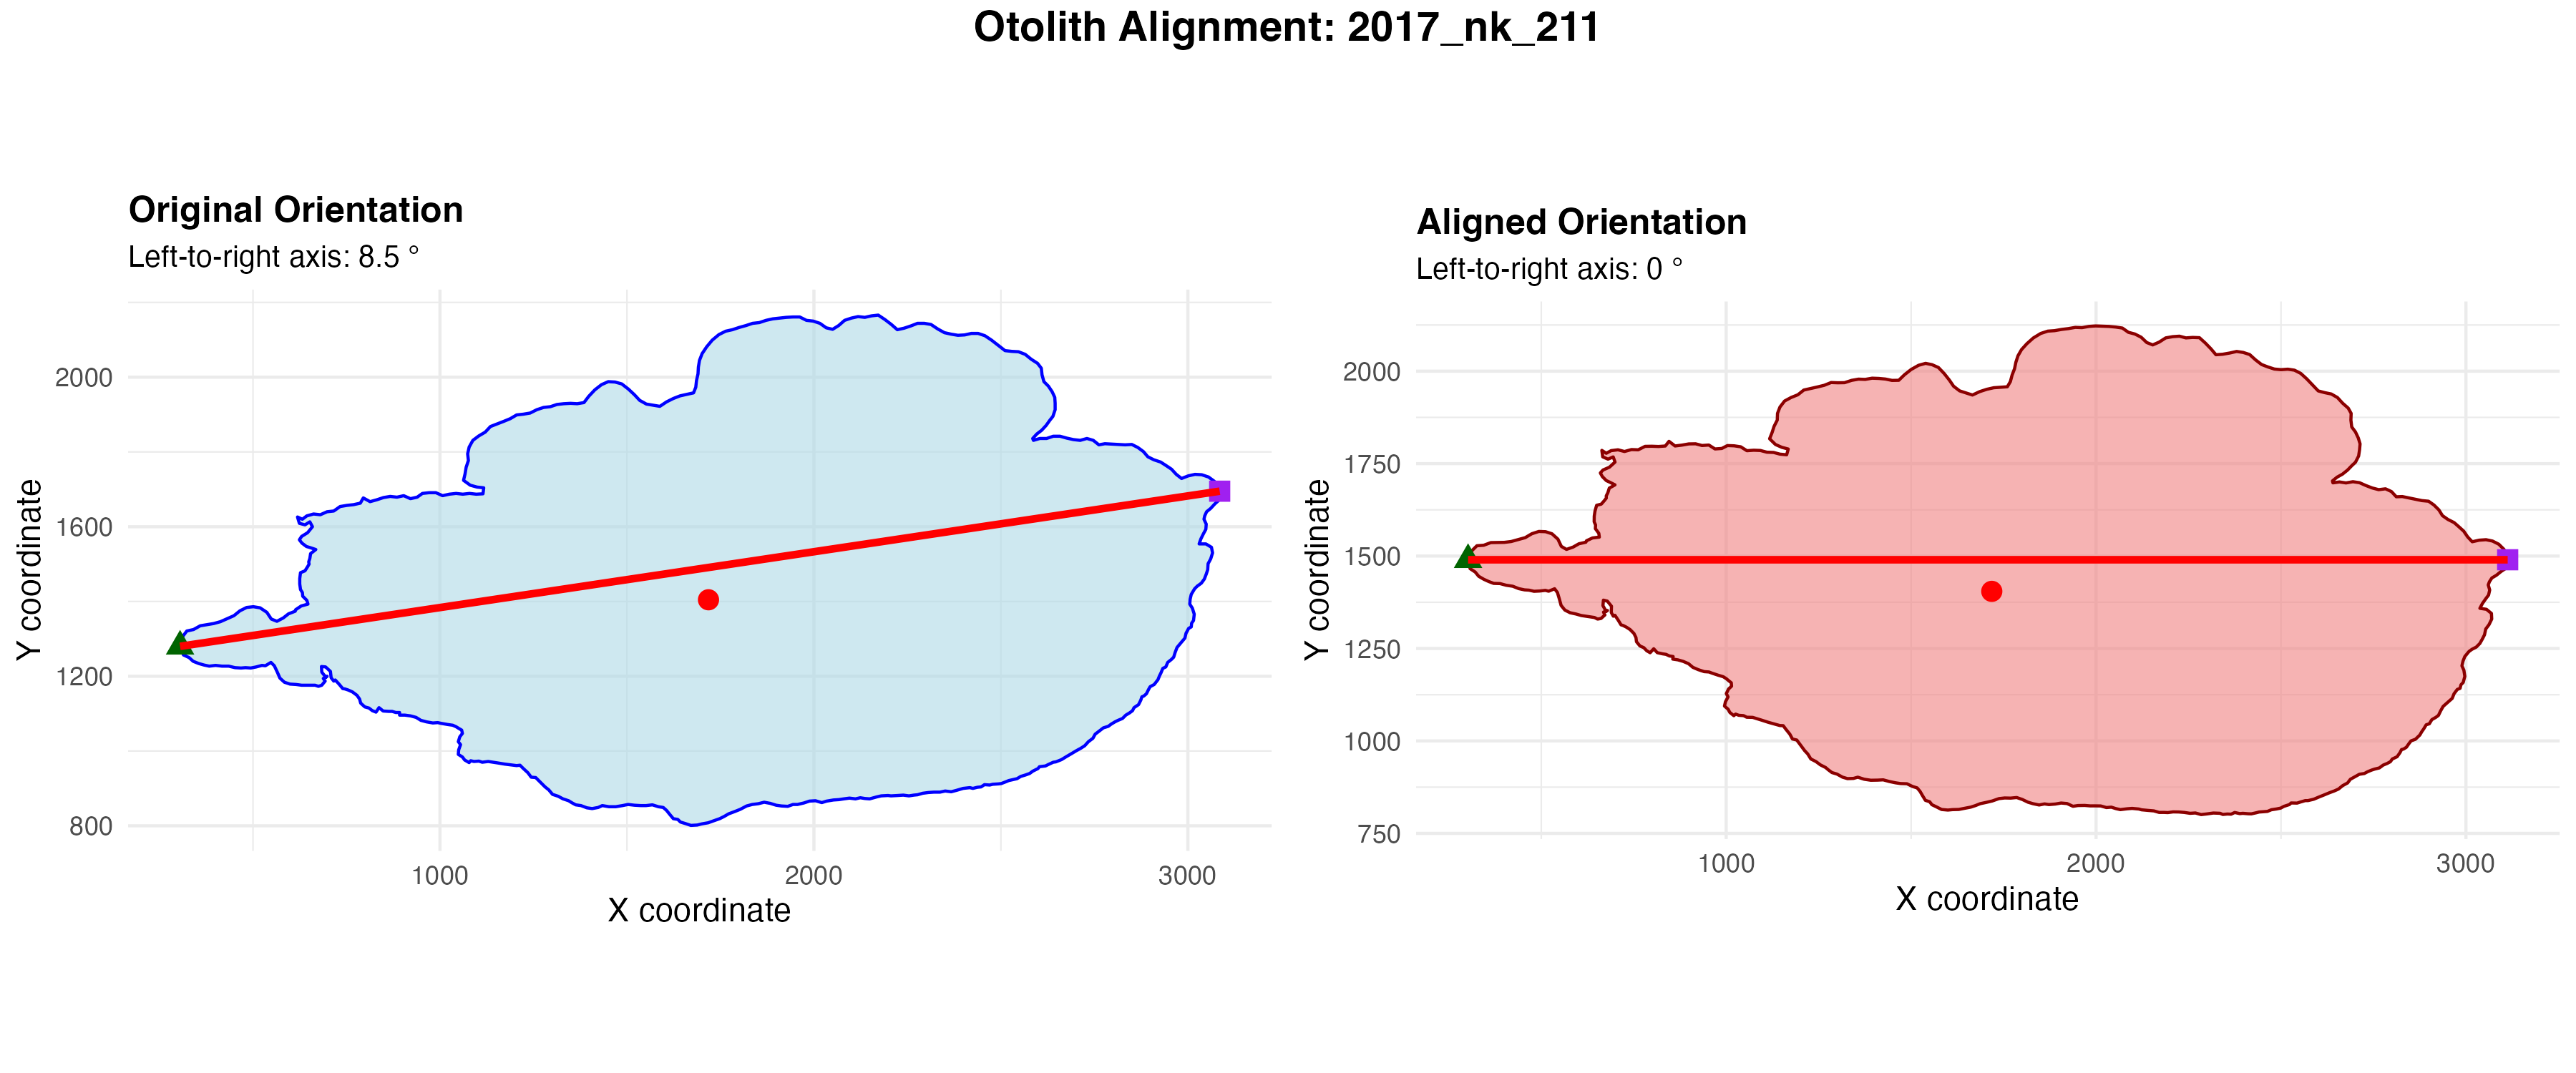 Otolith Alignment: 2017_nk_211
Original Orientation
Left-to-right axis: 8.5 °
Y coordinate
2000
1600
1200
800
1000
2000
3000
X coordinate
Aligned Orientation
Left-to-right axis: 0 °
Y coordinate
2000
1750
1500
1250
1000
750
1000
2000
3000
X coordinate